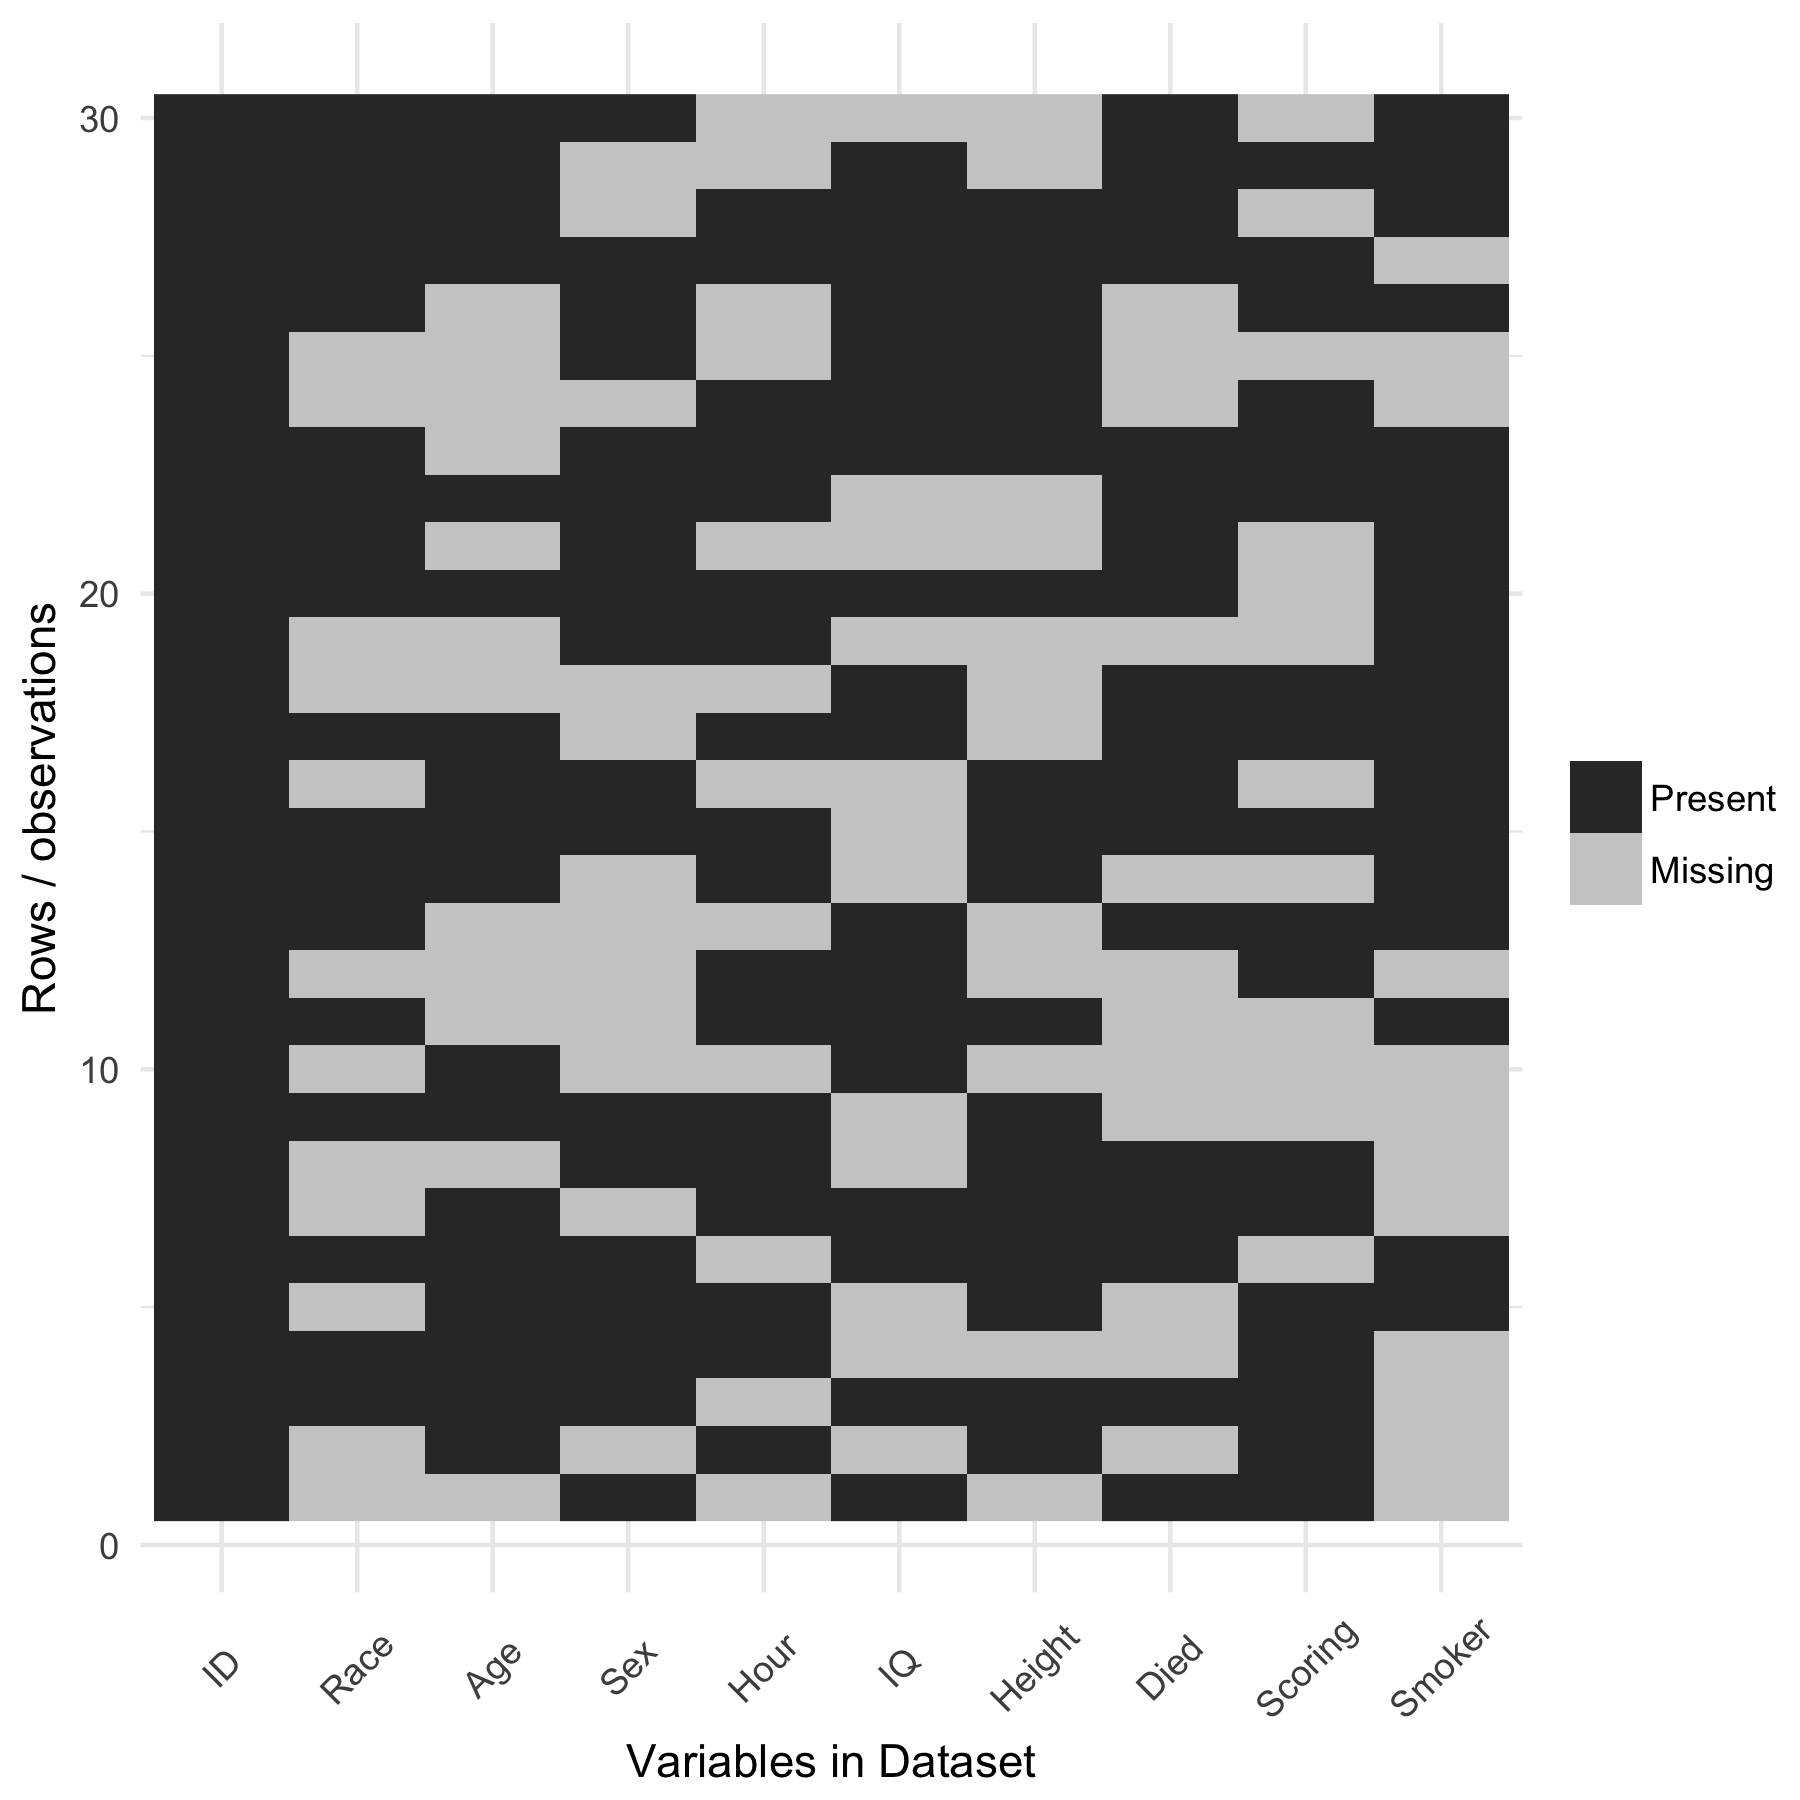 30
20
10
0
Rows / observations
ID
Race
Age
Sex
Hour
IQ
Height
Died
Scoring
Smoker
Variables in Dataset
Present
Missing